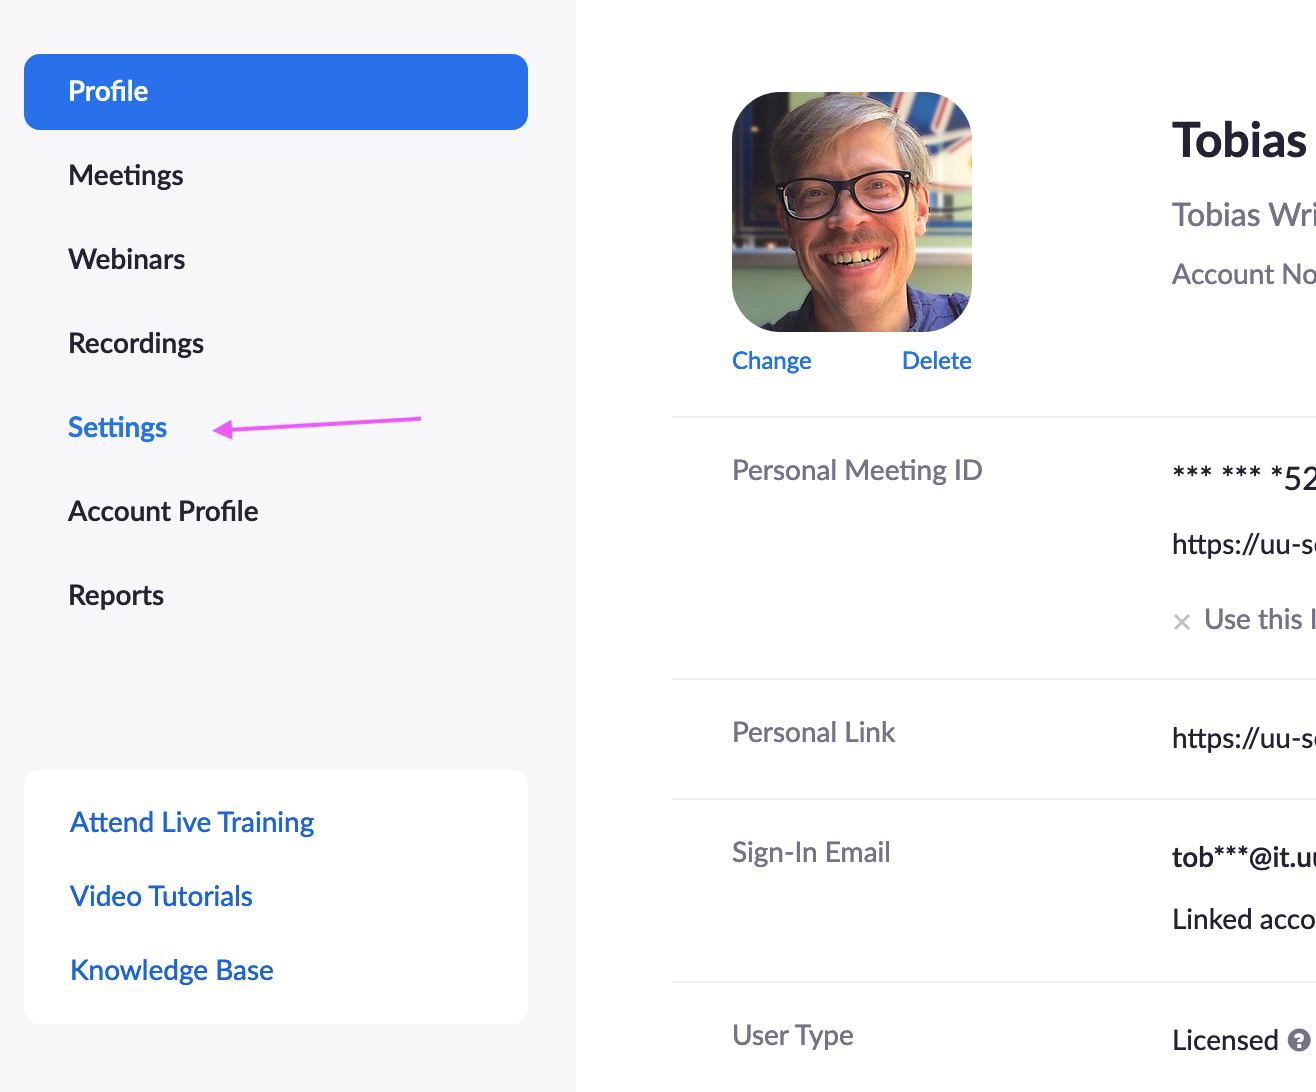 Profile
Meetings
Webinars
Recordings
Settings
Account Profile
Reports
Attend Live Training
Video Tutorials
Knowledge Base
Tobias
Tobias Wri
Account No
Change Delete
Personal Meeting ID
*** *** *52
https://uu-s
Use this
Personal Link
https://uu-s
Sign-In Email
tob***@it.uu
Linked acco
User Type
Licensed ?